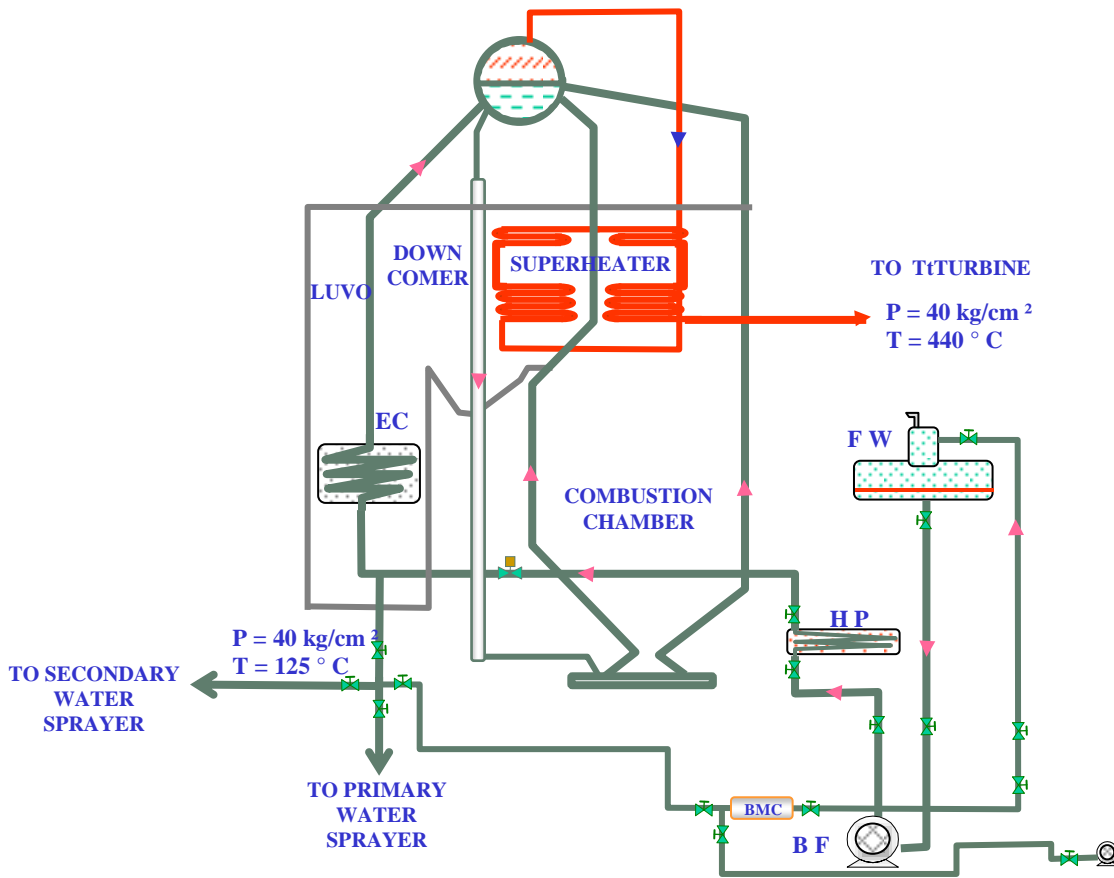 DOWN
COMER
SUPERHEATER
LUVO
TO TtTURBINE
P = 40 kg/cm ²
T = 440 ° C
EC
F W
COMBUSTION
CHAMBER
H P
P = 40 kg/cm ²
T = 125 ° C
TO SECONDARY
WATER
SPRAYER
TO PRIMARY
WATER
SPRAYER
BMC
B F